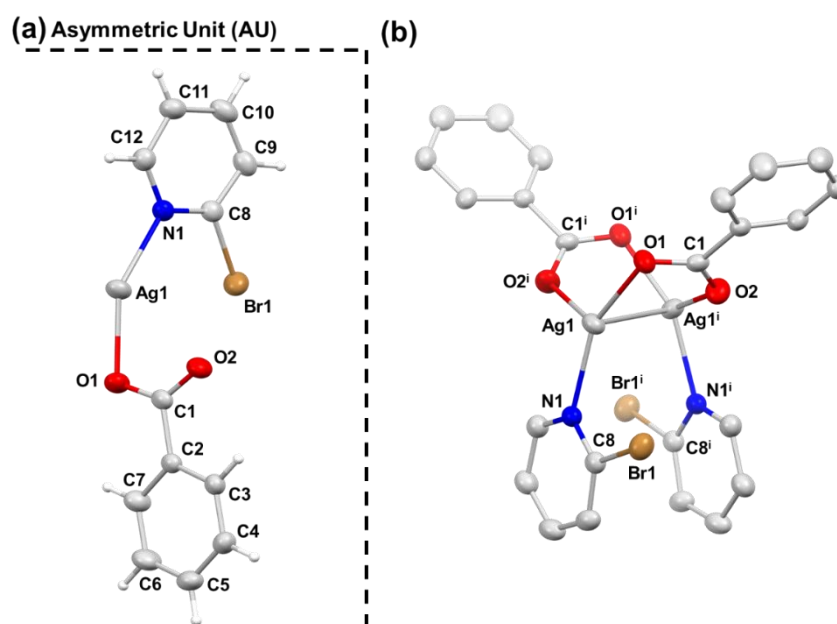 (a) Asymmetric Unit (AU)
C11
C10
C12
C9
N1
C8
Ag1
Br1
O2
O1
C1
C2
C7
C3
C4
C6
C5
(b)
C1ⁱ
O1ⁱ
O1
C1
O2ⁱ
O2
Ag1
Ag1ⁱ
Br1ⁱ
N1
N1ⁱ
C8
C8ⁱ
Br1